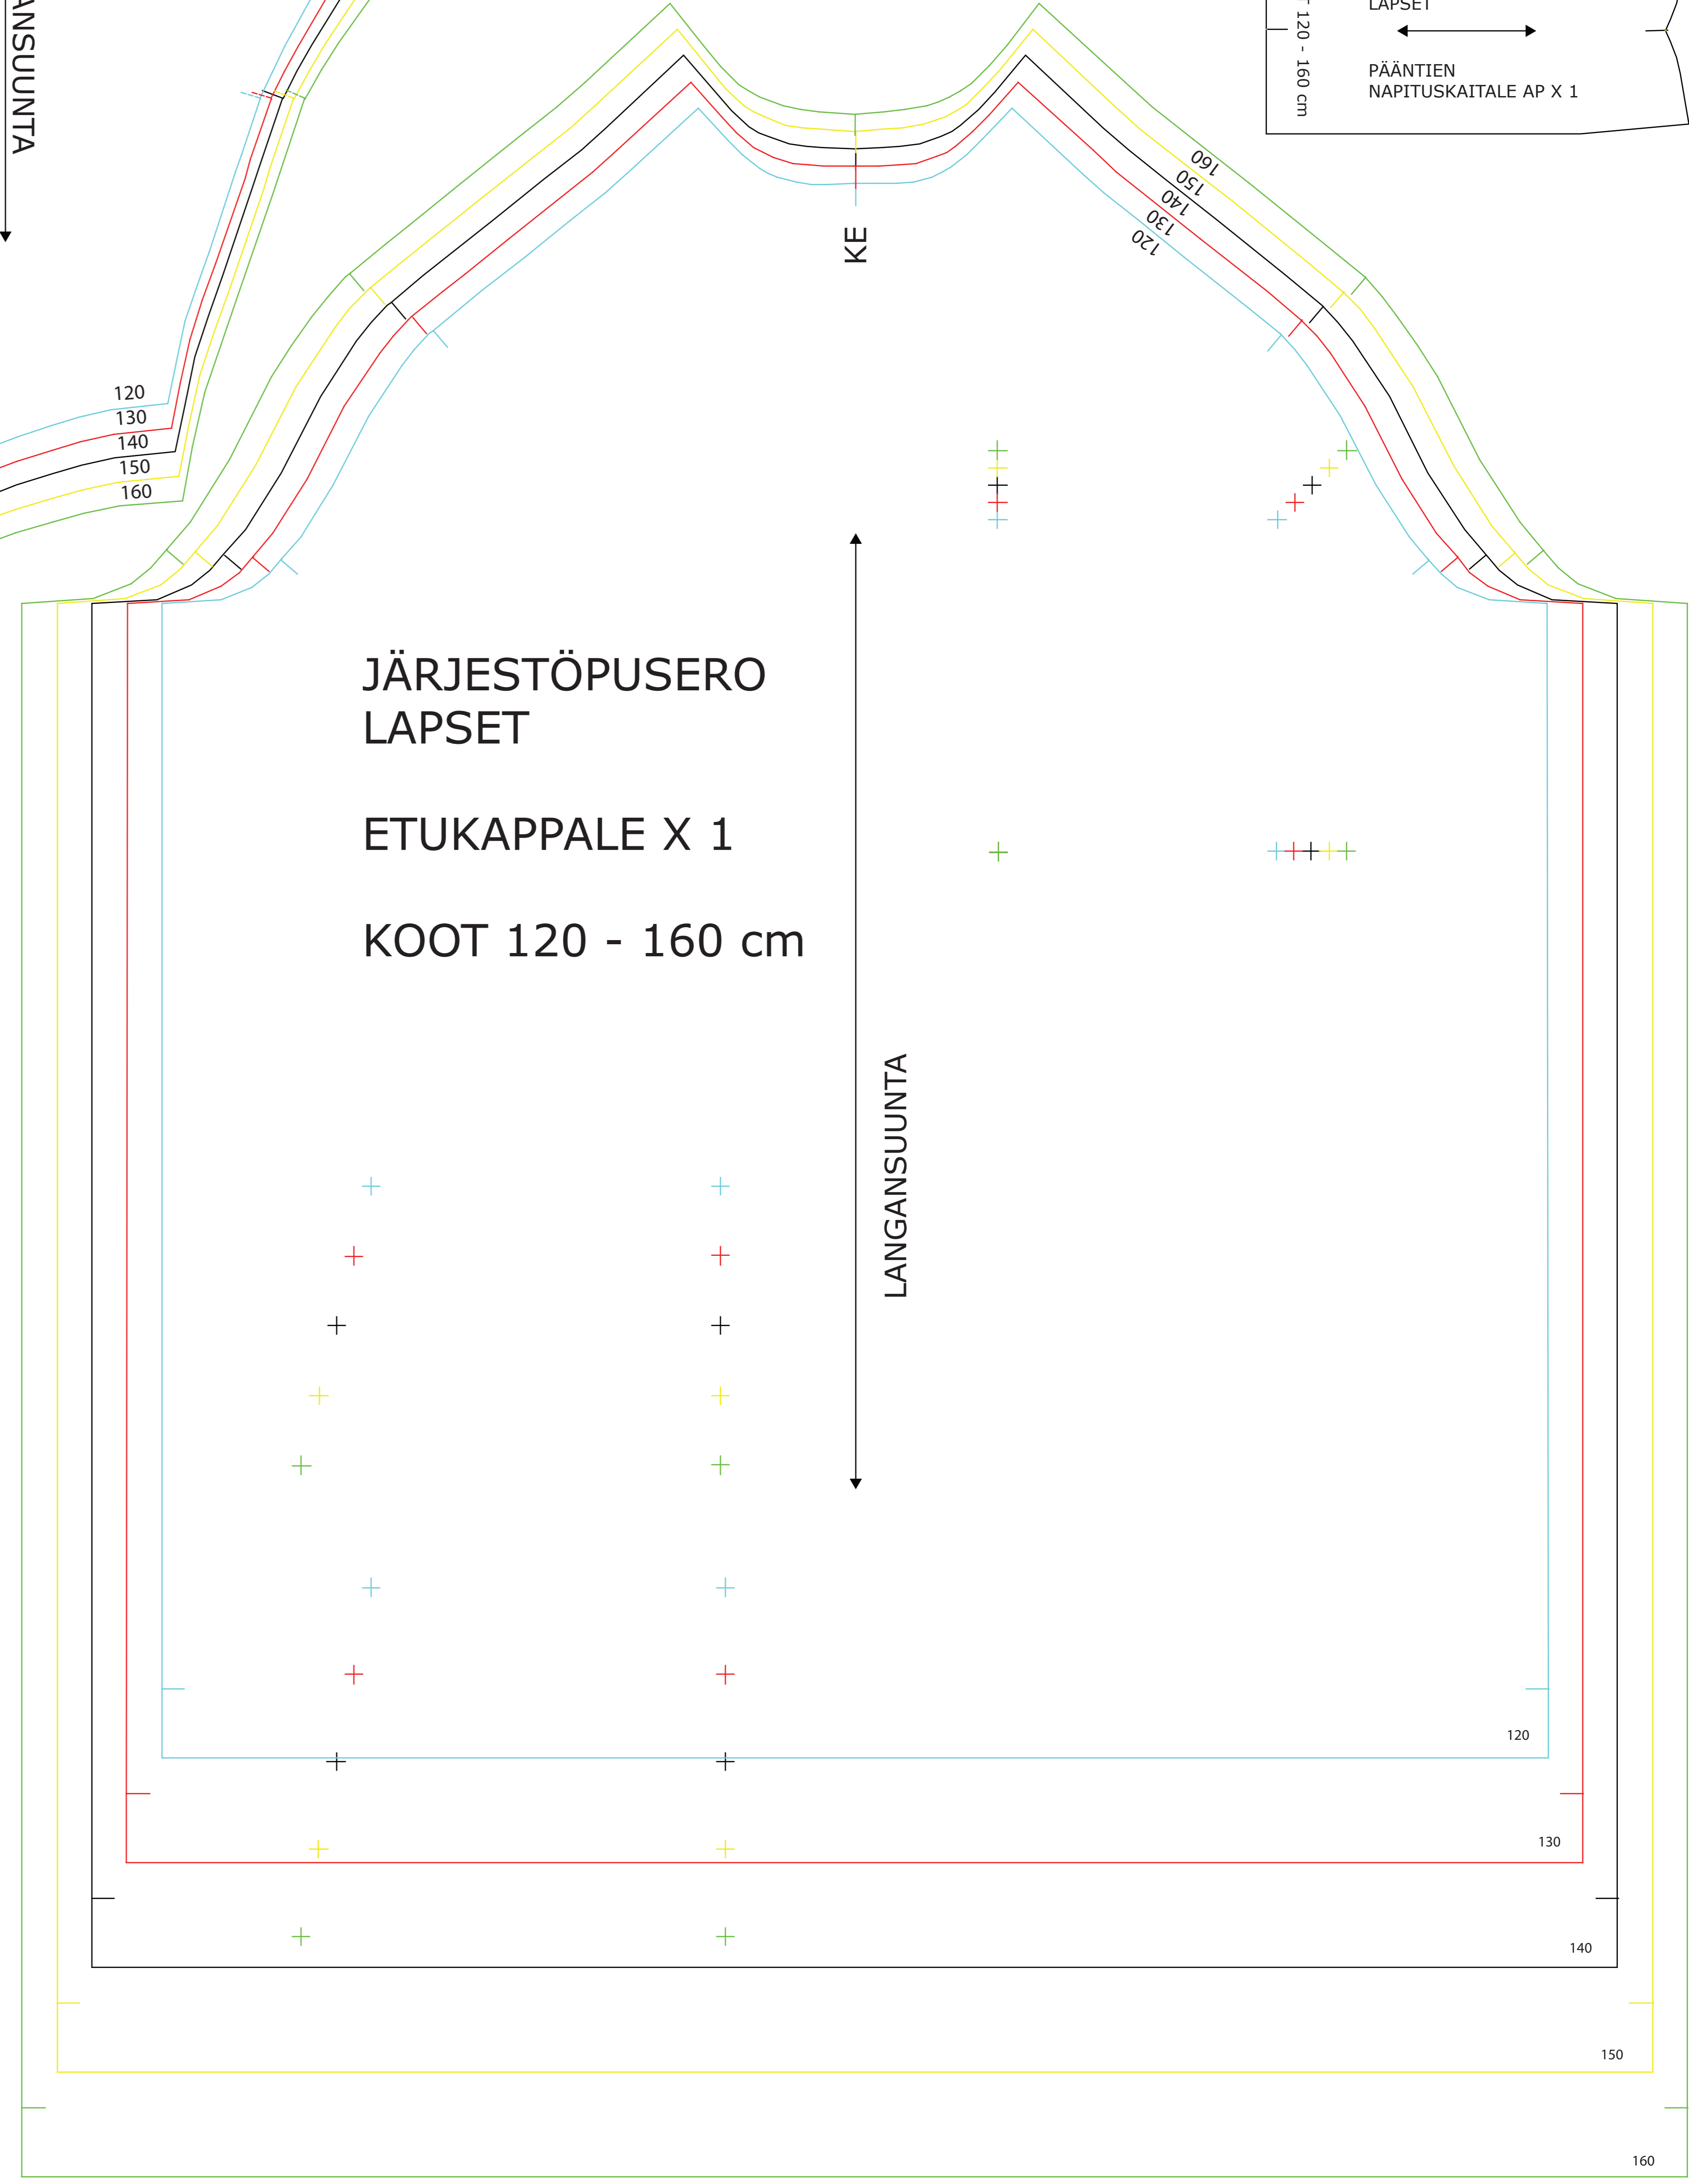 LAPSET
PÄÄNTIEN
NAPITUSKAITALE AP X 1
120 - 160 cm
120
130
140
150
160
KE
160
150
140
130
120
JÄRJESTÖPUSERO
LAPSET
ETUKAPPALE X 1
KOOT 120 - 160 cm
LANGANSUUNTA
120
130
140
150
160